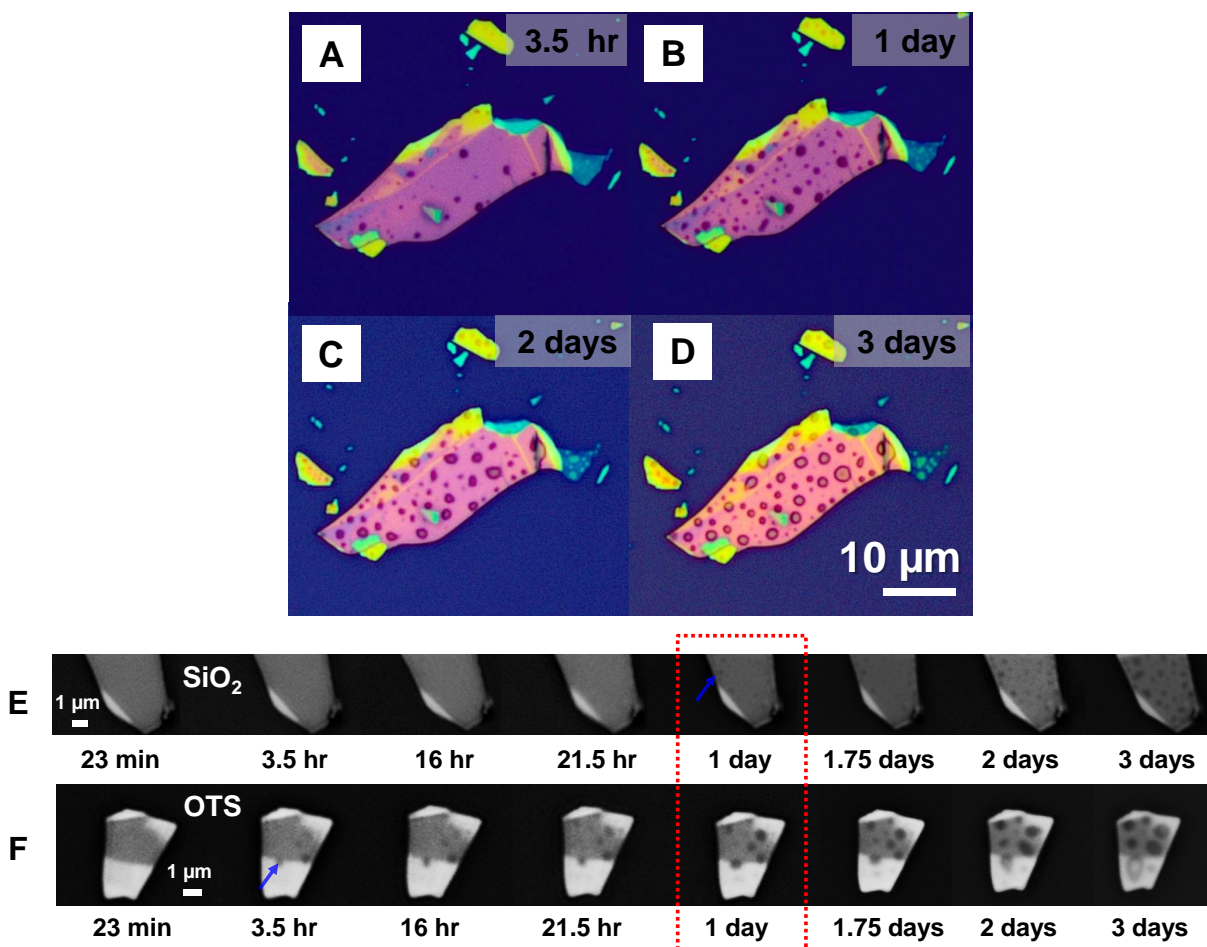 A 3.5 hr
B 1 day
C 2 days
D 3 days
10 µm
E SiO₂
1 µm
23 min 3.5 hr 16 hr 21.5 hr 1 day 1.75 days 2 days 3 days
F OTS
1 µm
23 min 3.5 hr 16 hr 21.5 hr 1 day 1.75 days 2 days 3 days